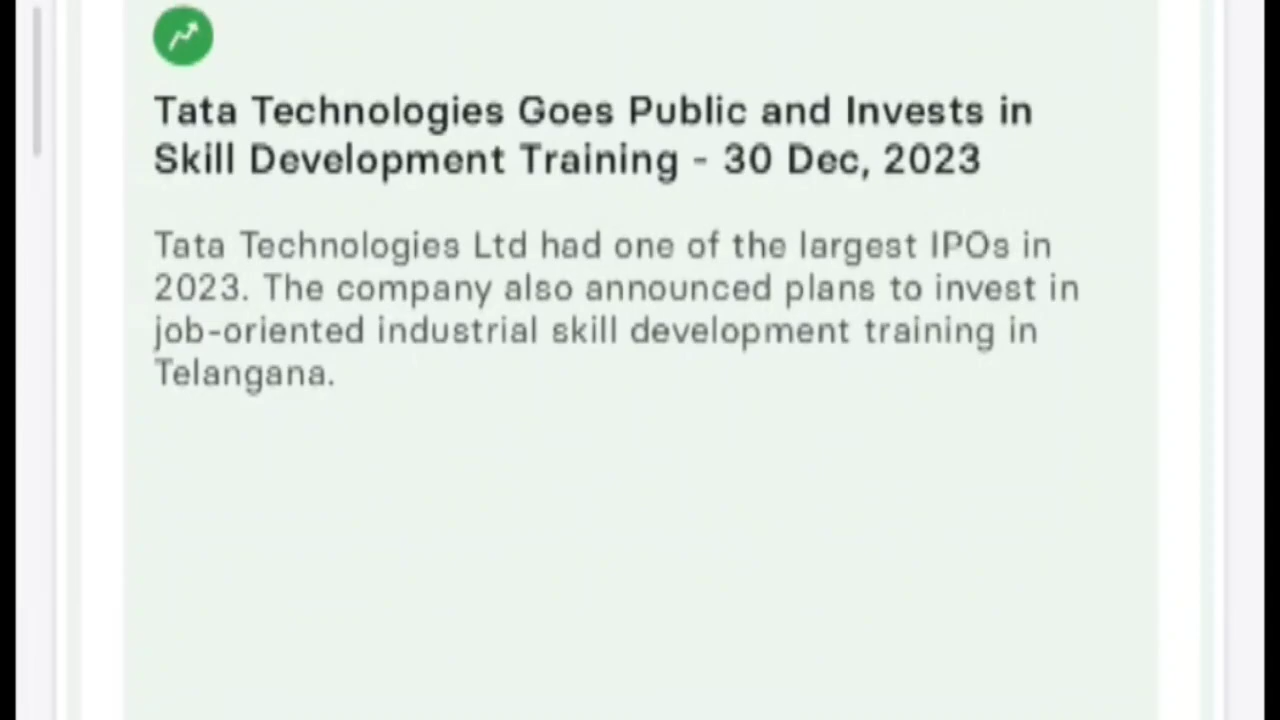 Tata Technologies Goes Public and Invests in
Skill Development Training - 30 Dec, 2023
Tata Technologies Ltd had one of the largest IPOs in
2023. The company also announced plans to invest in
job-oriented industrial skill development training in
Telangana.